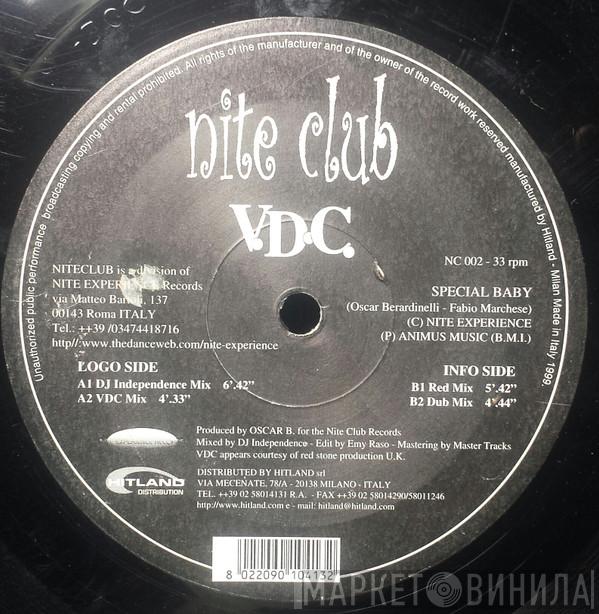 Unauthorized public performance broadcasting copying and rental prohibited. All rights of the manufacturer and of the owner of the record work reserved manufactured by Hitland - Milan Made in Italy 1999.
nite club
V.D.C.
NITECLUB is a division of
NITE EXPERIENCE Records
via Matteo Bartoli, 137
00143 Roma ITALY
Tel.: ++39 /03474418716
http//:www.thedanceweb.com/nite-experience
NC 002 - 33 rpm
SPECIAL BABY
(Oscar Berardinelli - Fabio Marchese)
(C) NITE EXPERIENCE
(P) ANIMUS MUSIC (B.M.I.)
LOGO SIDE
A1 DJ Independence Mix 6'.42"
A2 VDC Mix 4'.33"
INFO SIDE
B1 Red Mix 5'.42"
B2 Dub Mix 4'.44"
Produced by OSCAR B. for the Nite Club Records
Mixed by DJ Independence - Edit by Emy Raso - Mastering by Master Tracks
VDC appears courtesy of red stone production U.K.
HITLAND
DISTRIBUTION
DISTRIBUTED BY HITLAND srl
VIA MECENATE, 78/A - 20138 MILANO - ITALY
TEL. ++39 02 58014131 R.A. - FAX ++39 02 58014290/58011246
http//www.hitland.com e - mail: hitland@hitland.com
8 022090 104132
МАРКЕТ ВИНИЛА